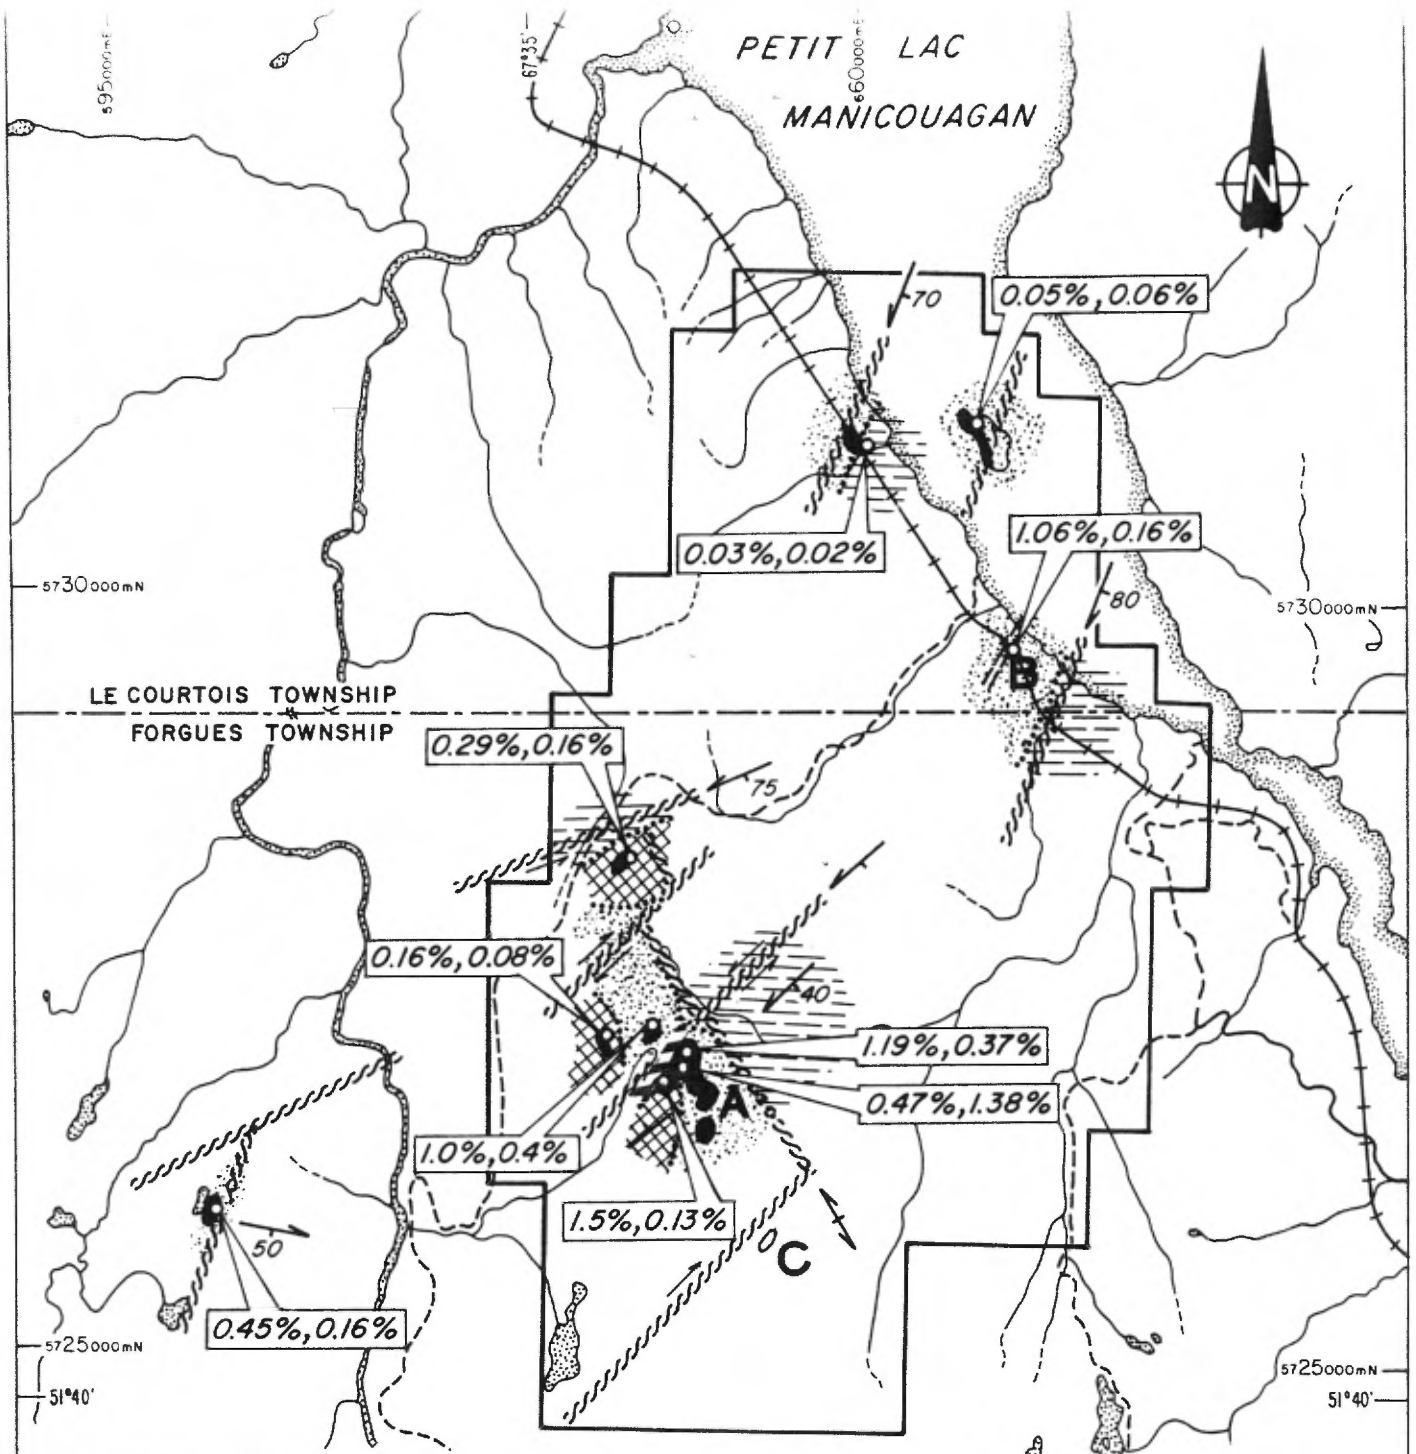 595000mE
67°35'
PETIT LAC
660000mE
MANICOUAGAN
N
70
0.05%, 0.06%
0.03%, 0.02%
1.06%, 0.16%
5730000mN
80
5730000mN
B
LE COURTOIS TOWNSHIP
FORGUES TOWNSHIP
0.29%, 0.16%
75
0.16%, 0.08%
40
1.19%, 0.37%
0.47%, 1.38%
A
1.0%, 0.4%
1.5%, 0.13%
50
C
0.45%, 0.16%
5725000mN
5725000mN
51°40'
51°40'